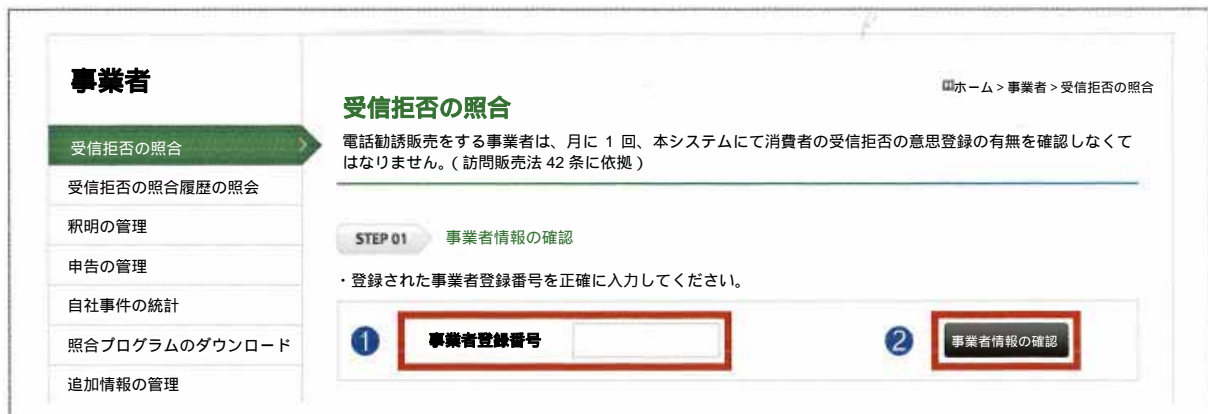 事業者
受信拒否の照合
受信拒否の照合履歴の照会
釈明の管理
申告の管理
自社事件の統計
照合プログラムのダウンロード
追加情報の管理
ホーム > 事業者 > 受信拒否の照合
受信拒否の照合
電話勧誘販売をする事業者は、月に 1 回、本システムにて消費者の受信拒否の意思登録の有無を確認しなくて
はなりません。( 訪問販売法 42 条に依拠 )
STEP 01 事業者情報の確認
・登録された事業者登録番号を正確に入力してください。
1 事業者登録番号 2 事業者情報の確認